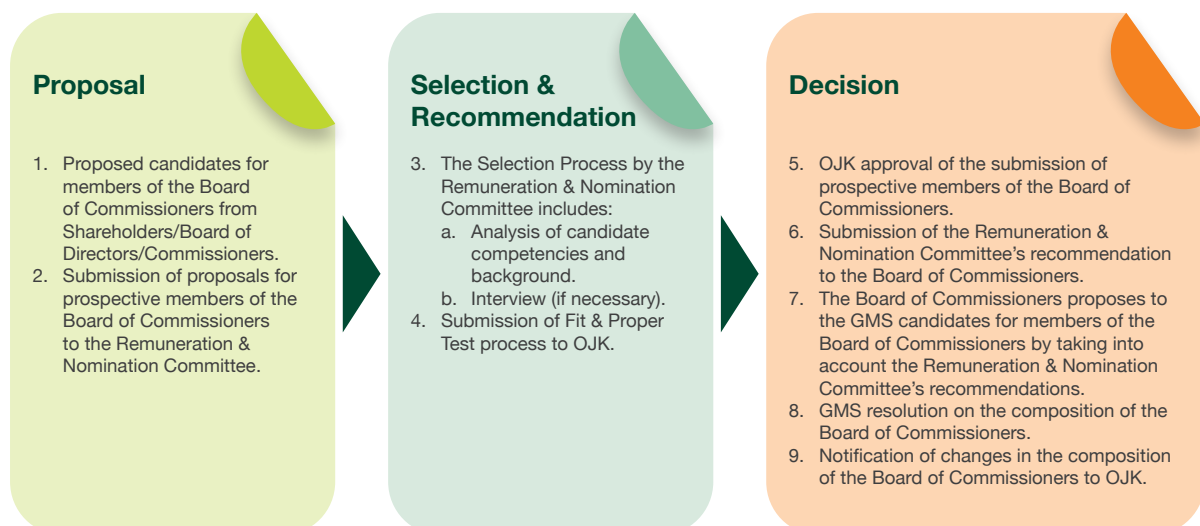 Proposal
1. Proposed candidates for
members of the Board
of Commissioners from
Shareholders/Board of
Directors/Commissioners.
2. Submission of proposals for
prospective members of the
Board of Commissioners
to the Remuneration &
Nomination Committee.
Selection &
Recommendation
3. The Selection Process by the
Remuneration & Nomination
Committee includes:
a. Analysis of candidate
competencies and
background.
b. Interview (if necessary).
4. Submission of Fit & Proper
Test process to OJK.
Decision
5. OJK approval of the submission of
prospective members of the Board of
Commissioners.
6. Submission of the Remuneration &
Nomination Committee's recommendation
to the Board of Commissioners.
7. The Board of Commissioners proposes to
the GMS candidates for members of the
Board of Commissioners by taking into
account the Remuneration & Nomination
Committee's recommendations.
8. GMS resolution on the composition of the
Board of Commissioners.
9. Notification of changes in the composition
of the Board of Commissioners to OJK.